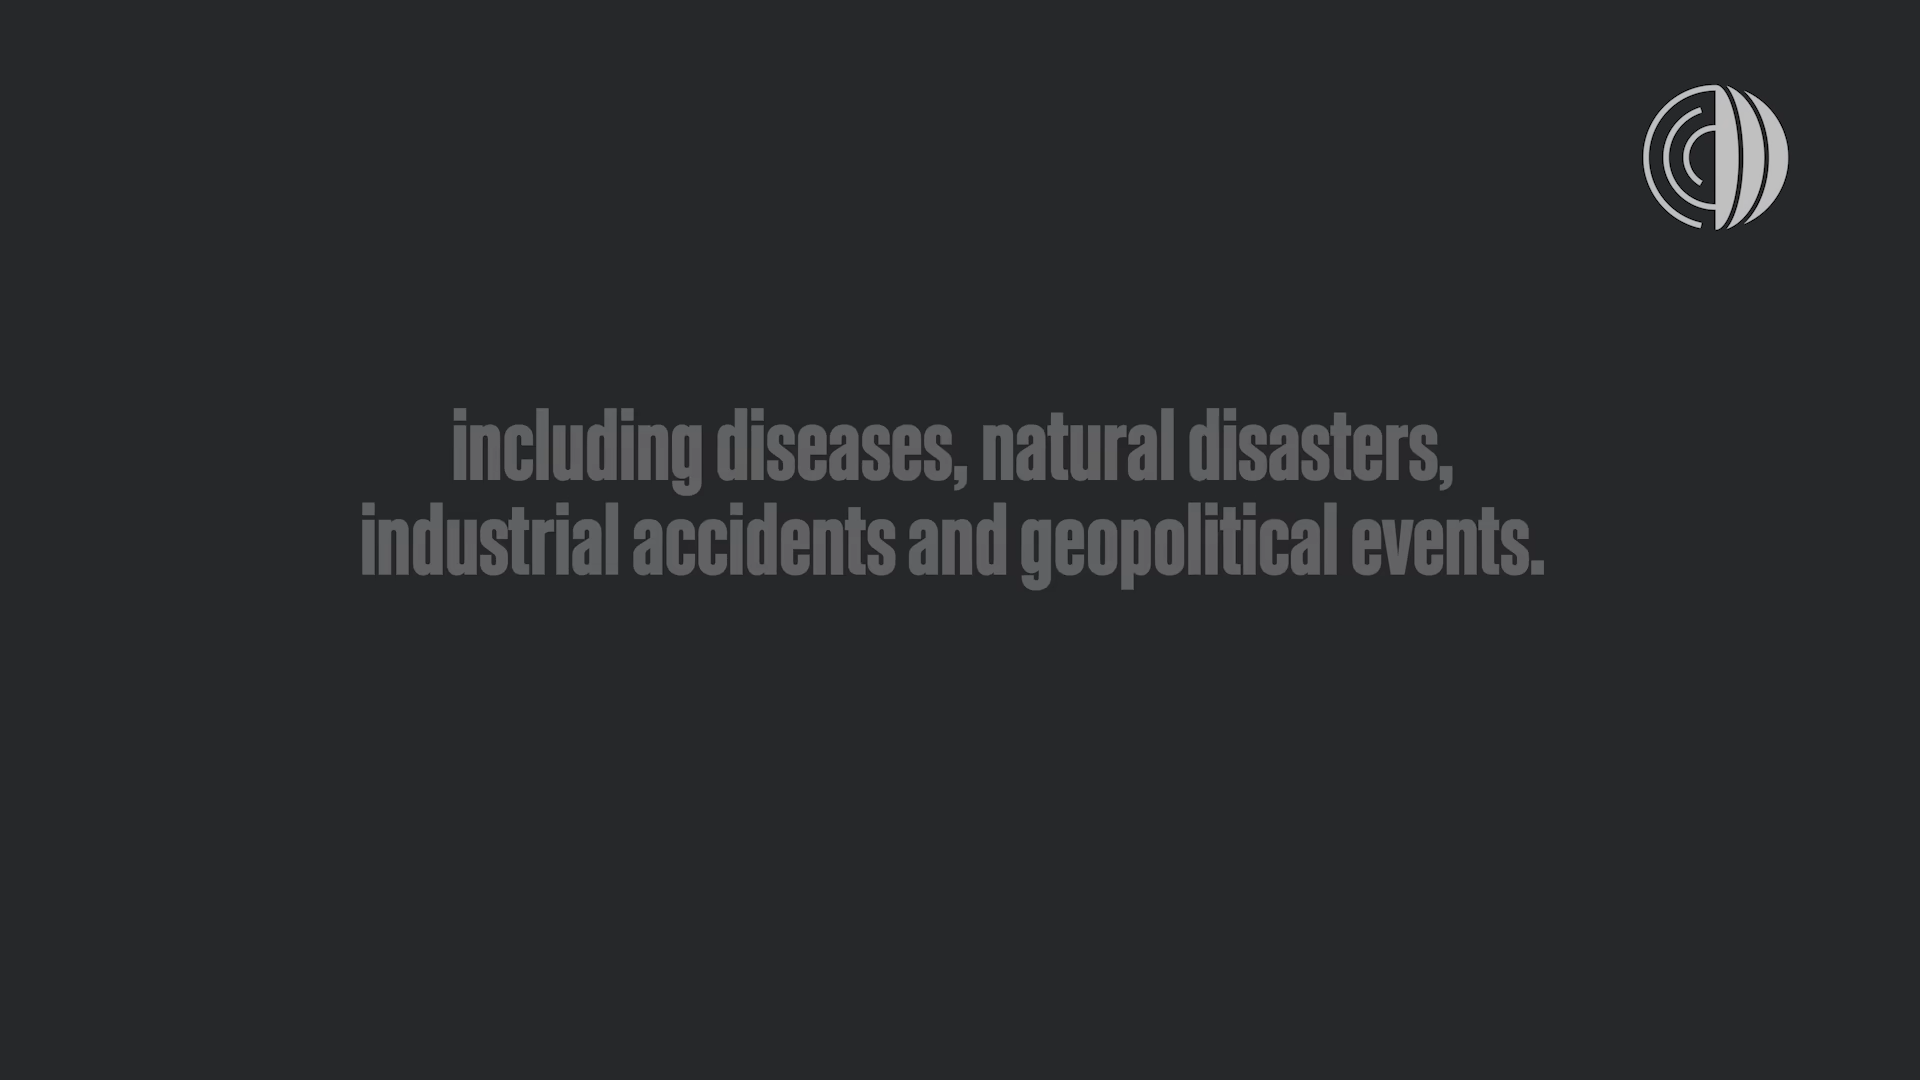 including diseases, natural disasters,
industrial accidents and geopolitical events.